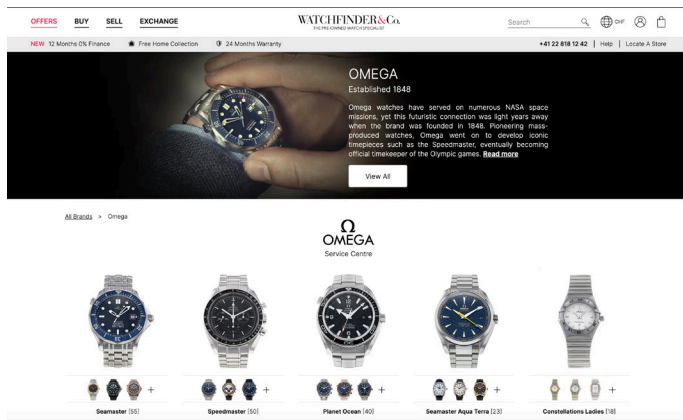 OFFERS BUY SELL EXCHANGE WATCHFINDER&Co. Search CHF
THE PRE-OWNED WATCH SPECIALIST
NEW 12 Months 0% Finance Free Home Collection 24 Months Warranty +41 22 818 12 42 | Help | Locate A Store
OMEGA
Established 1848
Omega watches have served on numerous NASA space
missions, yet this futuristic connection was light years away
when the brand was founded in 1848. Pioneering mass-
produced watches, Omega went on to develop iconic
timepieces such as the Speedmaster, eventually becoming
official timekeeper of the Olympic games. Read more
View All
All Brands > Omega
Ω
OMEGA
Service Centre
+ + + + +
Seamaster [55] Speedmaster [50] Planet Ocean [40] Seamaster Aqua Terra [23] Constellations Ladies [18]